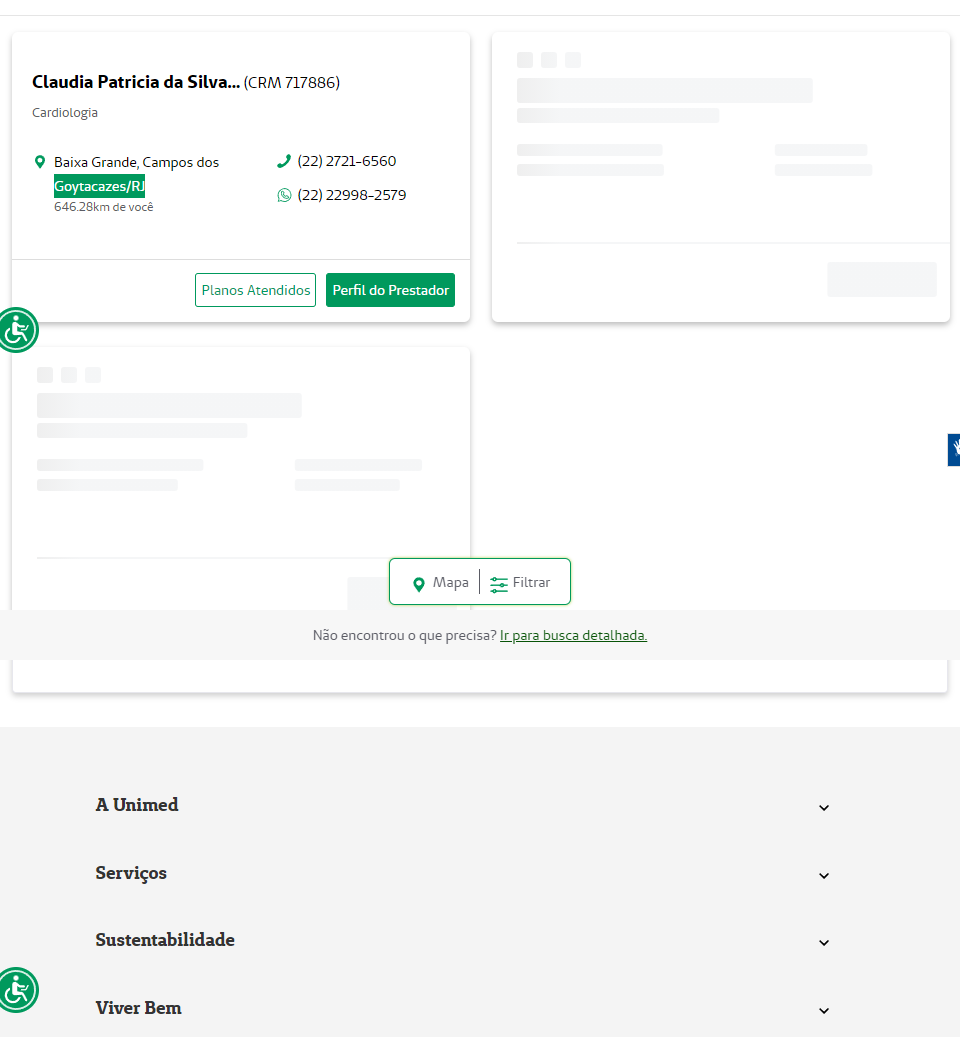 Claudia Patricia da Silva... (CRM 717886)
Cardiologia
Baixa Grande, Campos dos
Goytacazes/RJ
646.28km de você
(22) 2721-6560
(22) 22998-2579
Planos Atendidos
Perfil do Prestador
Mapa
Filtrar
Não encontrou o que precisa? Ir para busca detalhada.
A Unimed
Serviços
Sustentabilidade
Viver Bem